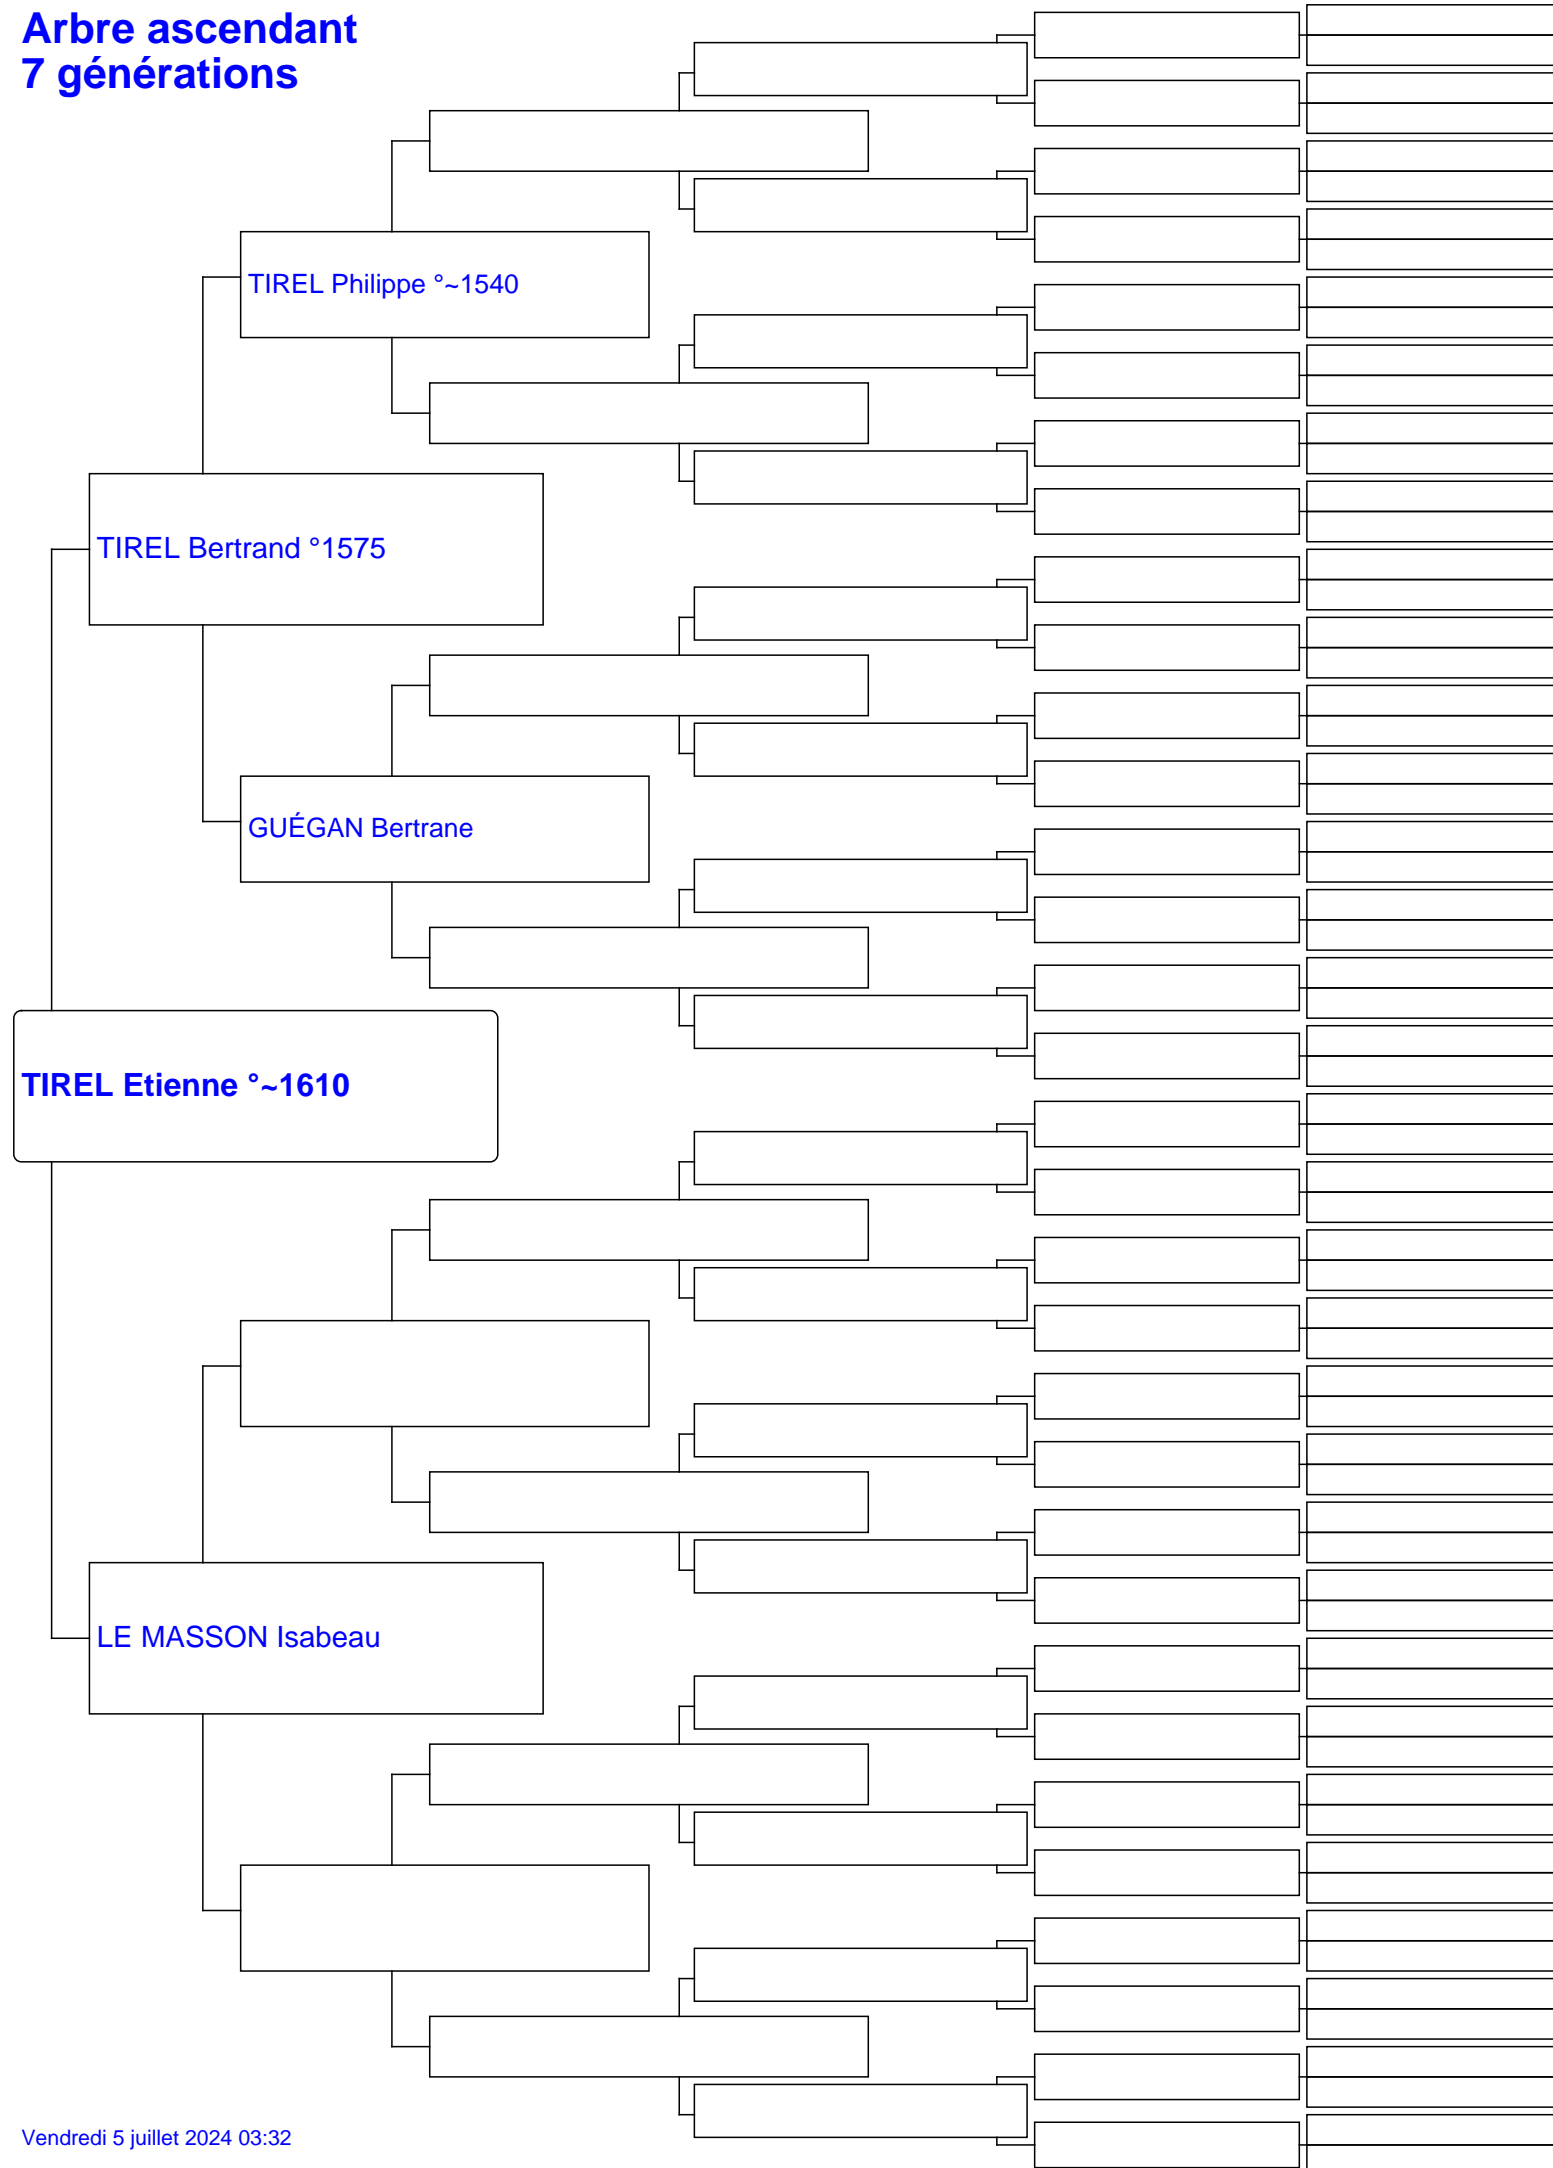 Arbre ascendant
7 générations
TIREL Philippe °~1540
TIREL Bertrand °1575
GUÉGAN Bertrane
TIREL Etienne °~1610
LE MASSON Isabeau
Vendredi 5 juillet 2024 03:32